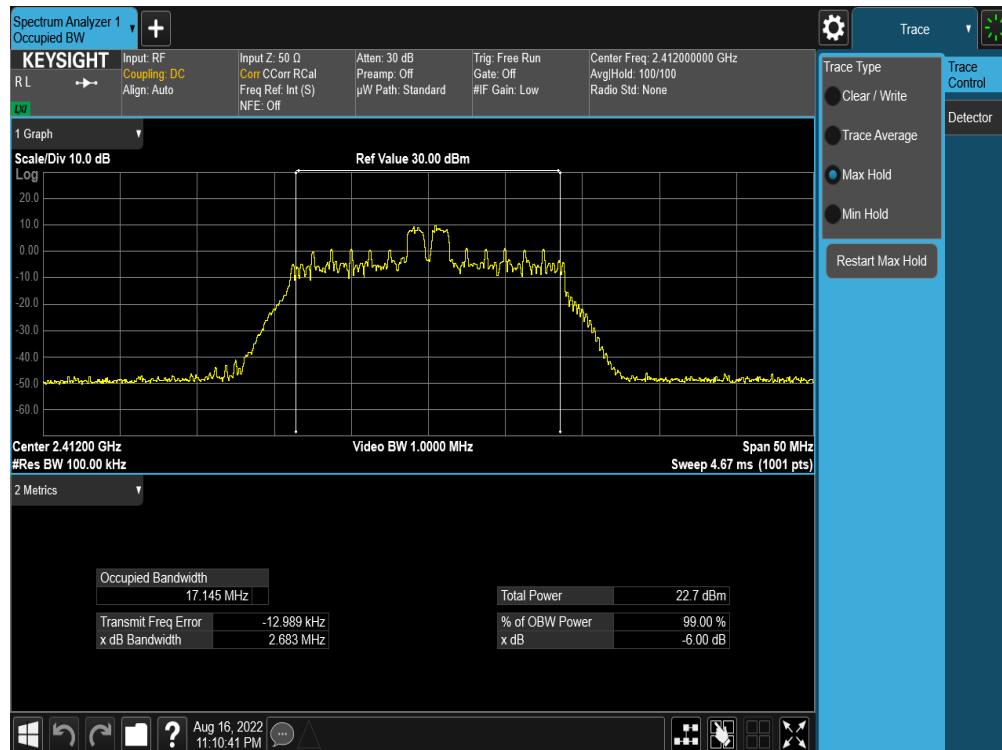 Spectrum Analyzer 1
Occupied BW
+
Trace
KEYSIGHT
R L
LXI
Input: RF
Coupling: DC
Align: Auto
Input Z: 50 Ω
Corr CCorr RCal
Freq Ref: Int (S)
NFE: Off
Atten: 30 dB
Preamp: Off
µW Path: Standard
Trig: Free Run
Gate: Off
#IF Gain: Low
Center Freq: 2.412000000 GHz
Avg|Hold: 100/100
Radio Std: None
Trace Type
Clear / Write
Trace Average
Max Hold
Min Hold
Restart Max Hold
Trace
Control
Detector
1 Graph
Scale/Div 10.0 dB
Ref Value 30.00 dBm
Log
20.0
10.0
0.00
-10.0
-20.0
-30.0
-40.0
-50.0
-60.0
Center 2.41200 GHz
Video BW 1.0000 MHz
Span 50 MHz
#Res BW 100.00 kHz
Sweep 4.67 ms (1001 pts)
2 Metrics
Occupied Bandwidth
17.145 MHz
Total Power 22.7 dBm
Transmit Freq Error -12.989 kHz
% of OBW Power 99.00 %
x dB Bandwidth 2.683 MHz
x dB -6.00 dB
?
Aug 16, 2022
11:10:41 PM